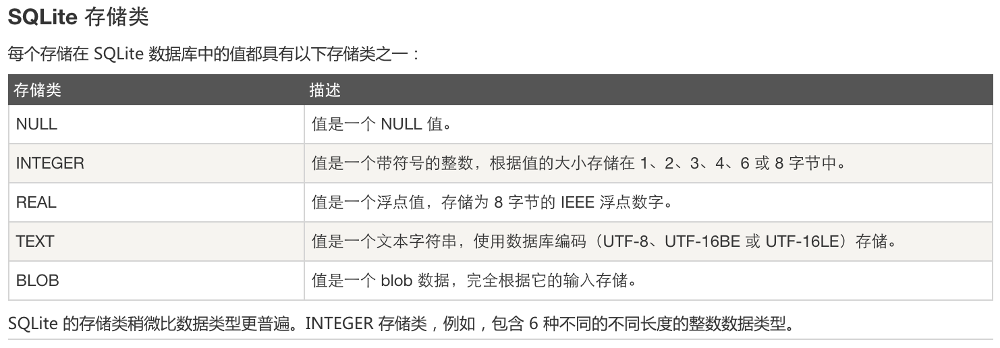 SQLite 存储类
每个存储在 SQLite 数据库中的值都具有以下存储类之一：
存储类 描述
NULL 值是一个 NULL 值。
INTEGER 值是一个带符号的整数，根据值的大小存储在 1、2、3、4、6 或 8 字节中。
REAL 值是一个浮点值，存储为 8 字节的 IEEE 浮点数字。
TEXT 值是一个文本字符串，使用数据库编码（UTF-8、UTF-16BE 或 UTF-16LE）存储。
BLOB 值是一个 blob 数据，完全根据它的输入存储。
SQLite 的存储类稍微比数据类型更普遍。INTEGER 存储类，例如，包含 6 种不同的不同长度的整数数据类型。